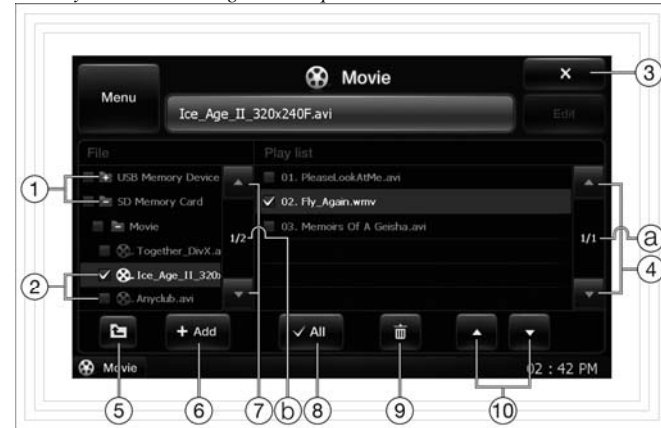 Movie
Menu
Ice_Age_II_320x240F.avi
Edit
File
Play list
USB Memory Device
SD Memory Card
Movie
Together_DivX.a
Ice_Age_II_320
Anyclub.avi
1/2
01. PleaseLookAtMe.avi
02. Fly_Again.wmv
03. Memoirs Of A Geisha.avi
1/1
+ Add
✓ All
Movie
02 : 42 PM
1
2
3
a
4
5
6
7
b
8
9
10